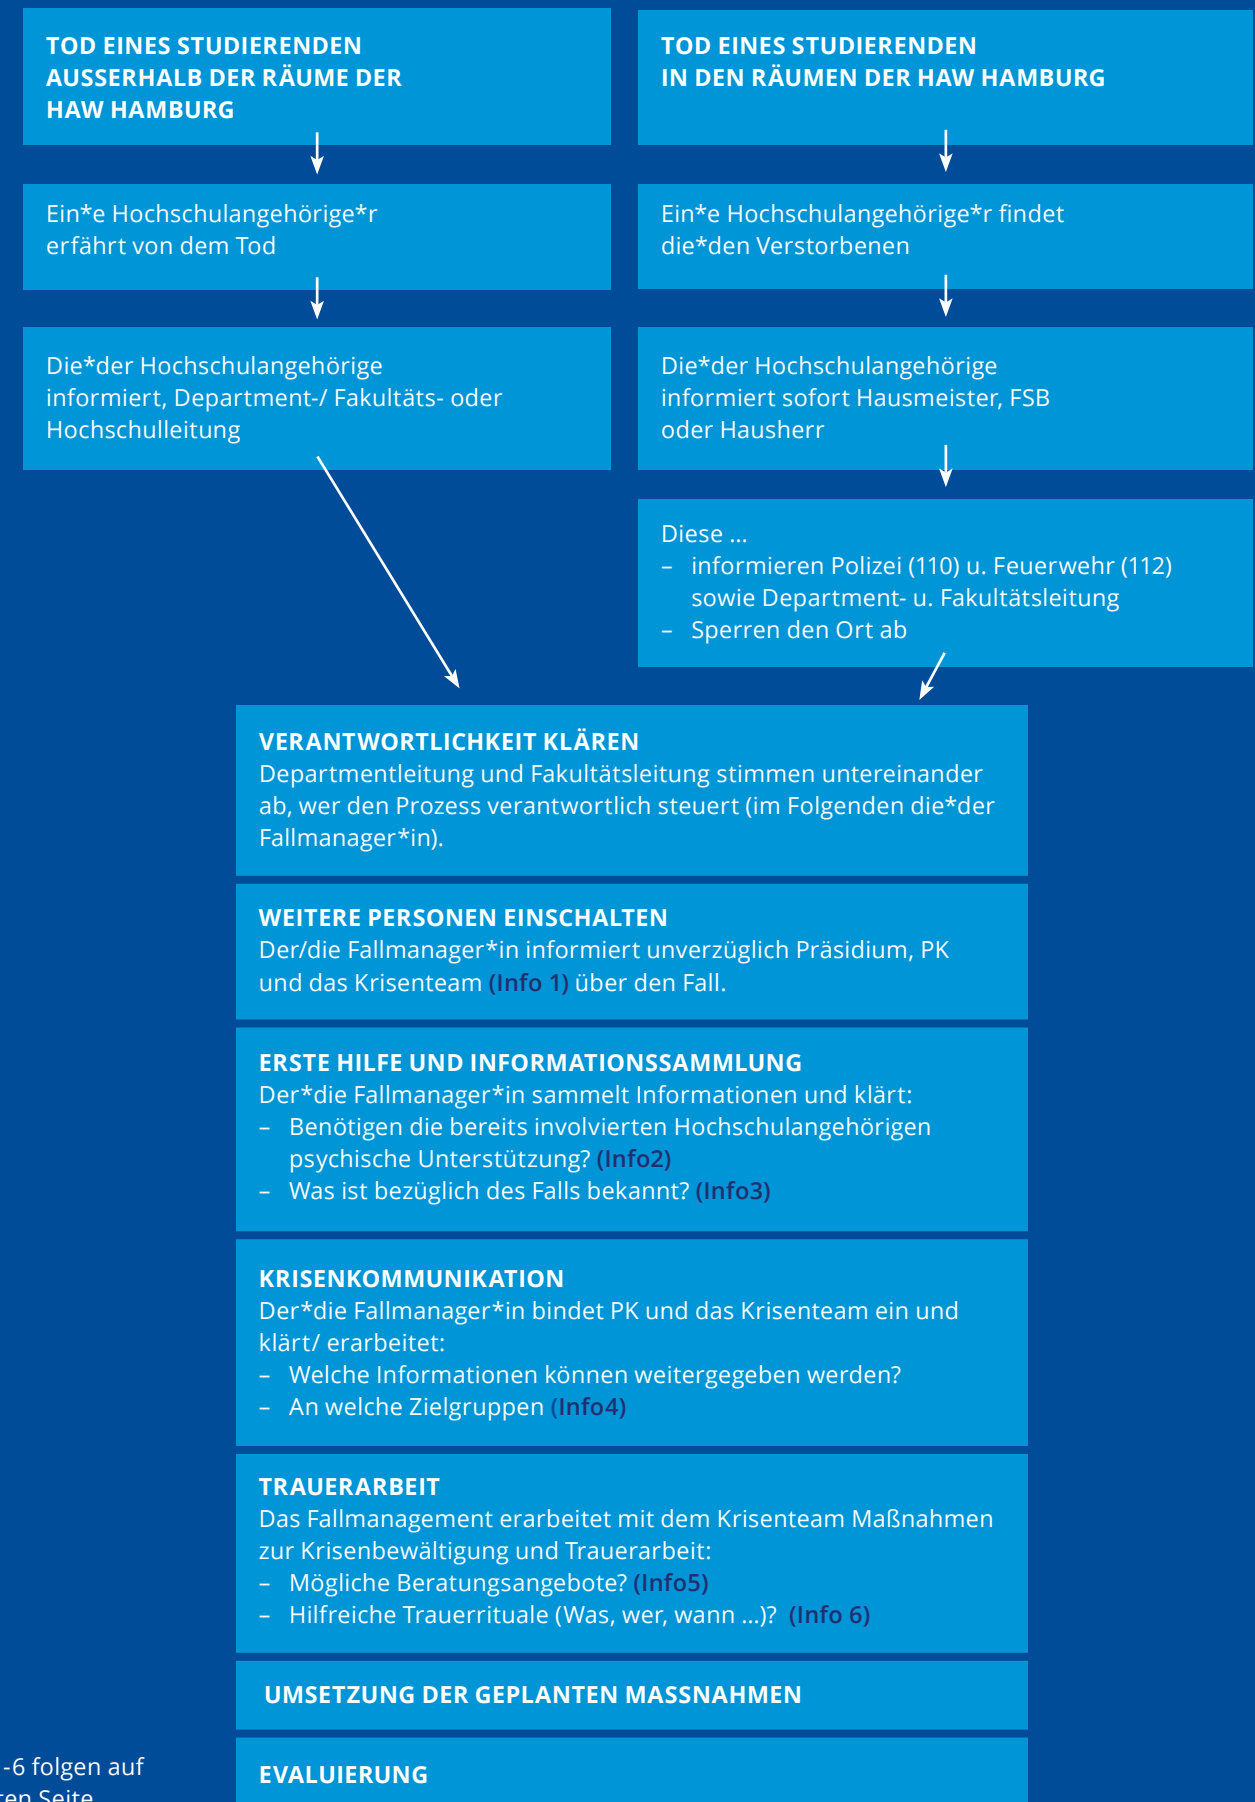 TOD EINES STUDIERENDEN
AUSSERHALB DER RÄUME DER
HAW HAMBURG
Ein*e Hochschulangehörige*r
erfährt von dem Tod
Die*der Hochschulangehörige
informiert, Department-/ Fakultäts- oder
Hochschulleitung
TOD EINES STUDIERENDEN
IN DEN RÄUMEN DER HAW HAMBURG
Ein*e Hochschulangehörige*r findet
die*den Verstorbenen
Die*der Hochschulangehörige
informiert sofort Hausmeister, FSB
oder Hausherr
Diese ...
– informieren Polizei (110) u. Feuerwehr (112)
sowie Department- u. Fakultätsleitung
– Sperren den Ort ab
VERANTWORTLICHKEIT KLÄREN
Departmentleitung und Fakultätsleitung stimmen untereinander
ab, wer den Prozess verantwortlich steuert (im Folgenden die*der
Fallmanager*in).
WEITERE PERSONEN EINSCHALTEN
Der/die Fallmanager*in informiert unverzüglich Präsidium, PK
und das Krisenteam (Info 1) über den Fall.
ERSTE HILFE UND INFORMATIONSSAMMLUNG
Der*die Fallmanager*in sammelt Informationen und klärt:
– Benötigen die bereits involvierten Hochschulangehörigen
psychische Unterstützung? (Info2)
– Was ist bezüglich des Falls bekannt? (Info3)
KRISENKOMMUNIKATION
Der*die Fallmanager*in bindet PK und das Krisenteam ein und
klärt/ erarbeitet:
– Welche Informationen können weitergegeben werden?
– An welche Zielgruppen (Info4)
TRAUERARBEIT
Das Fallmanagement erarbeitet mit dem Krisenteam Maßnahmen
zur Krisenbewältigung und Trauerarbeit:
– Mögliche Beratungsangebote? (Info5)
– Hilfreiche Trauerrituale (Was, wer, wann ...)? (Info 6)
UMSETZUNG DER GEPLANTEN MASSNAHMEN
EVALUIERUNG
-6 folgen auf
Seite